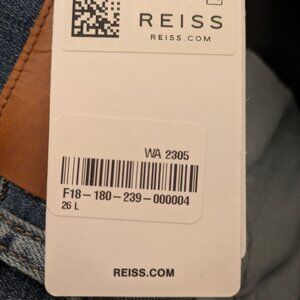 REISS
REISS.COM
WA 2305
F18-180-239-000004
26 L
REISS.COM